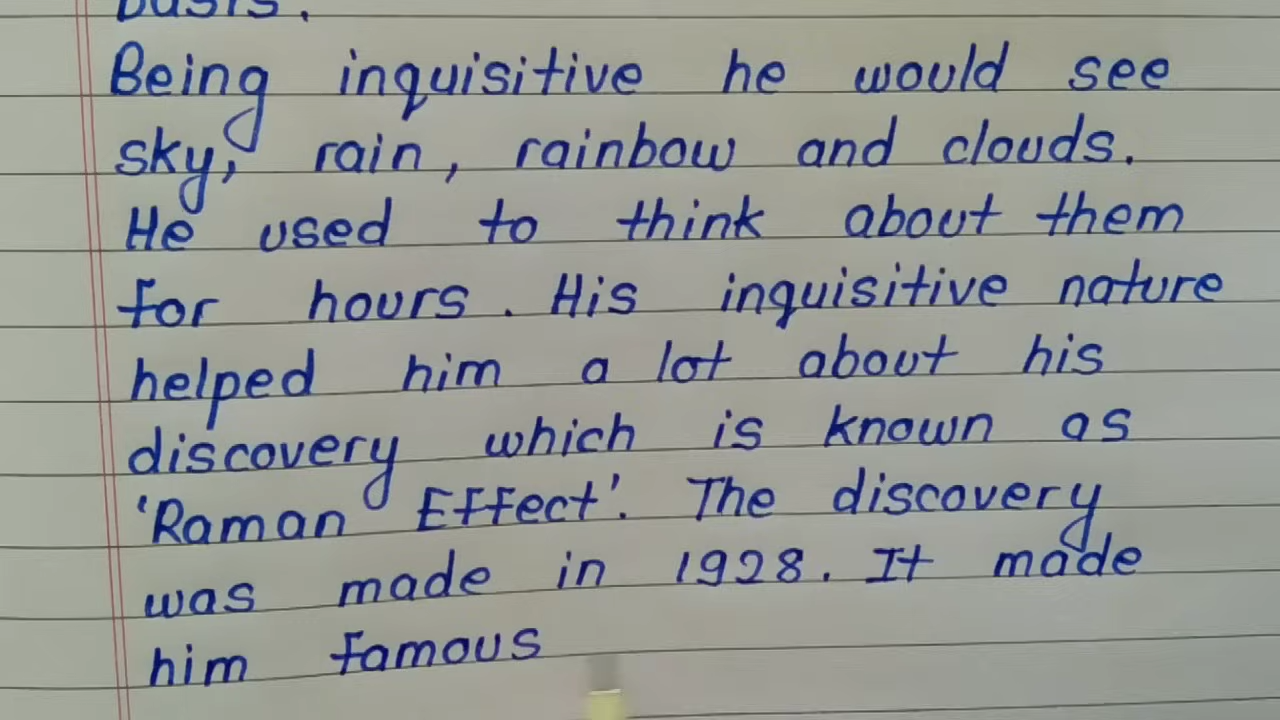 basis.
Being inquisitive he would see
sky, rain, rainbow and clouds.
He used to think about them
for hours. His inquisitive nature
helped him a lot about his
discovery which is known as
'Raman Effect'. The discovery
was made in 1928. It made
him famous